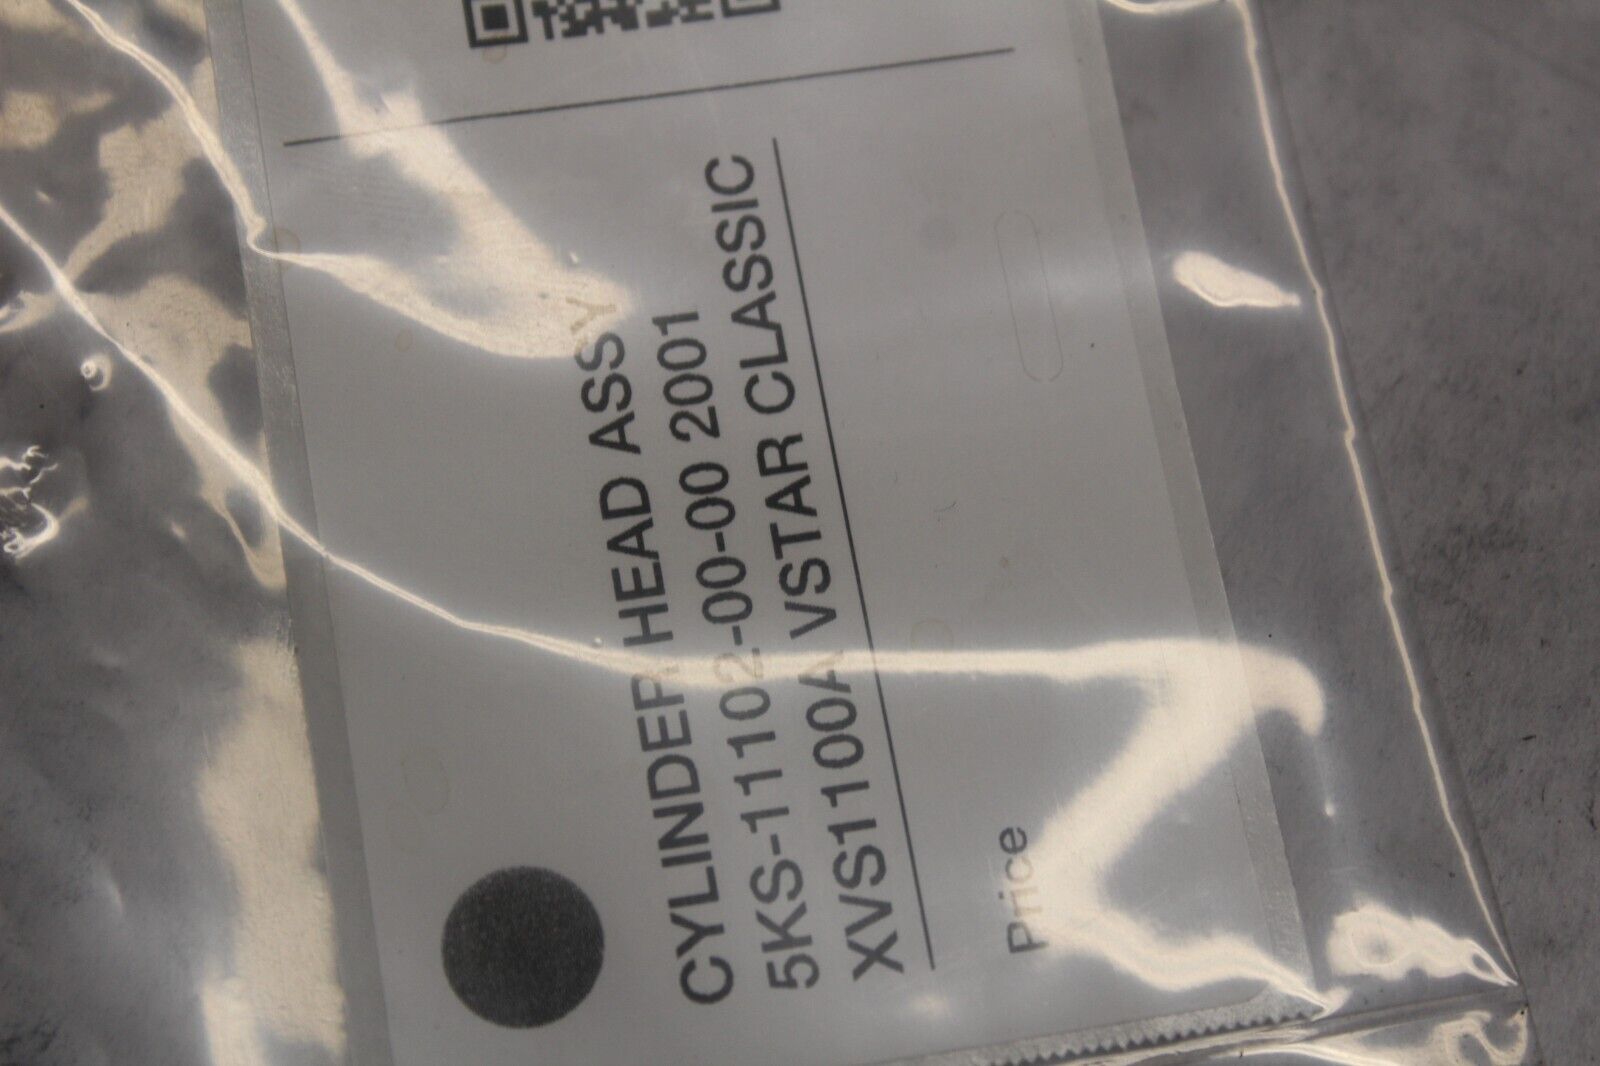 CYLINDER HEAD ASSY
5KS-11102-00-00 2001
XVS1100A VSTAR CLASSIC
Price